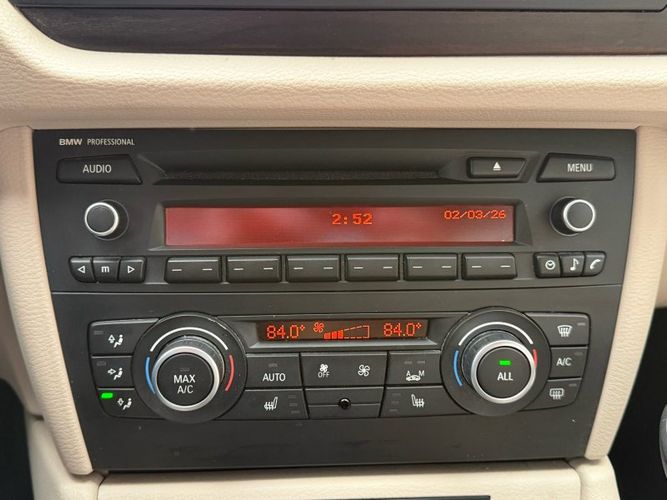 BMW PROFESSIONAL
AUDIO
MENU
2:52
02/03/26
m
84.0°
84.0°
MAX
A/C
AUTO
OFF
A M
ALL
A/C